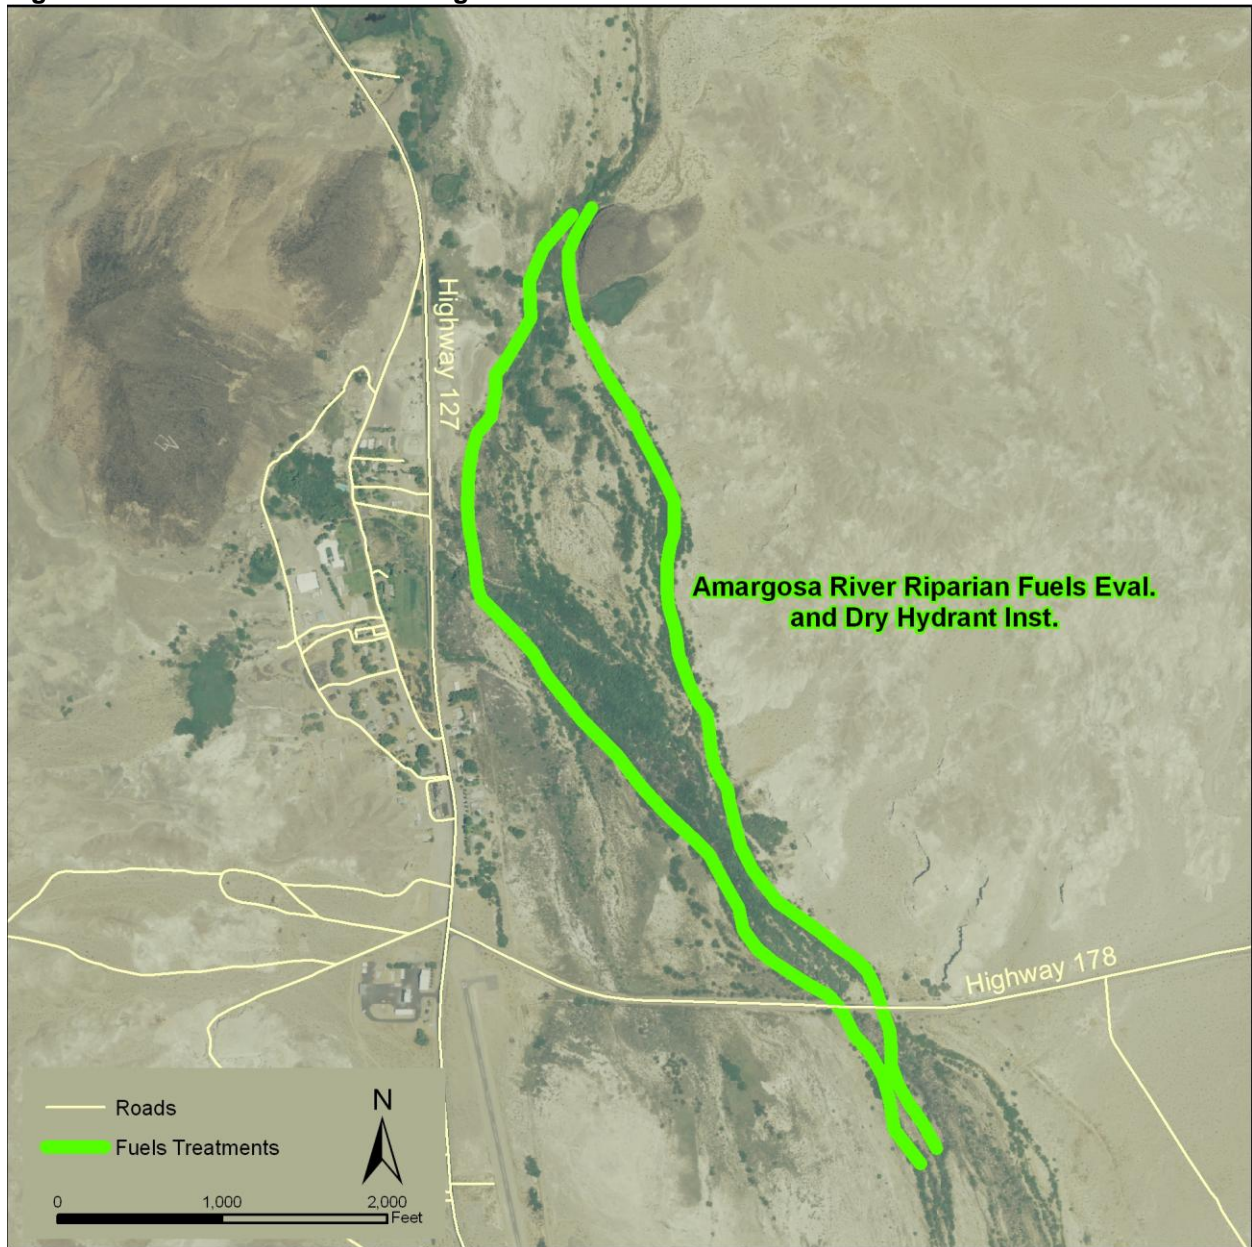 Highway 127
Amargosa River Riparian Fuels Eval.
and Dry Hydrant Inst.
Highway 178
Roads
Fuels Treatments
N
0 1,000 2,000
Feet